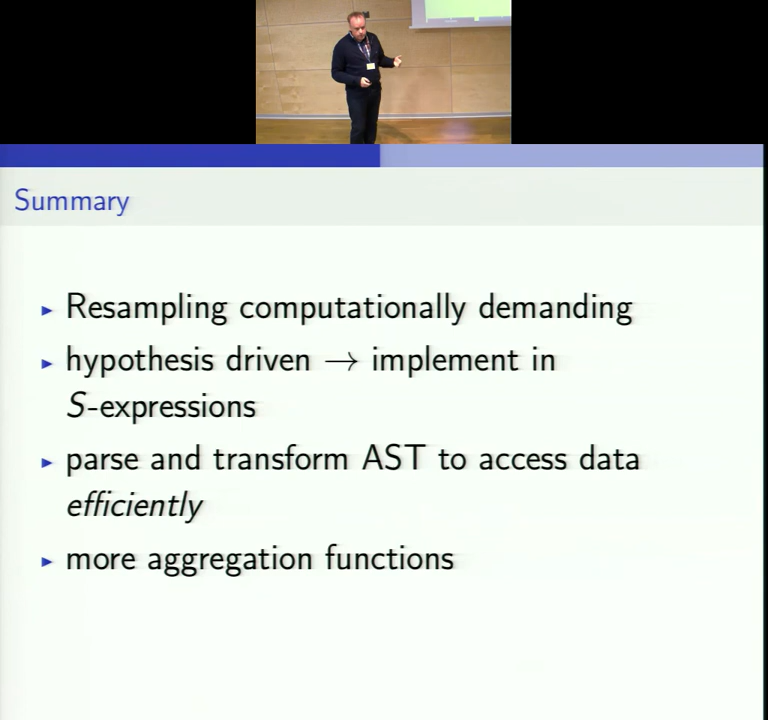 Summary
▸ Resampling computationally demanding
▸ hypothesis driven → implement in
S-expressions
▸ parse and transform AST to access data
efficiently
▸ more aggregation functions